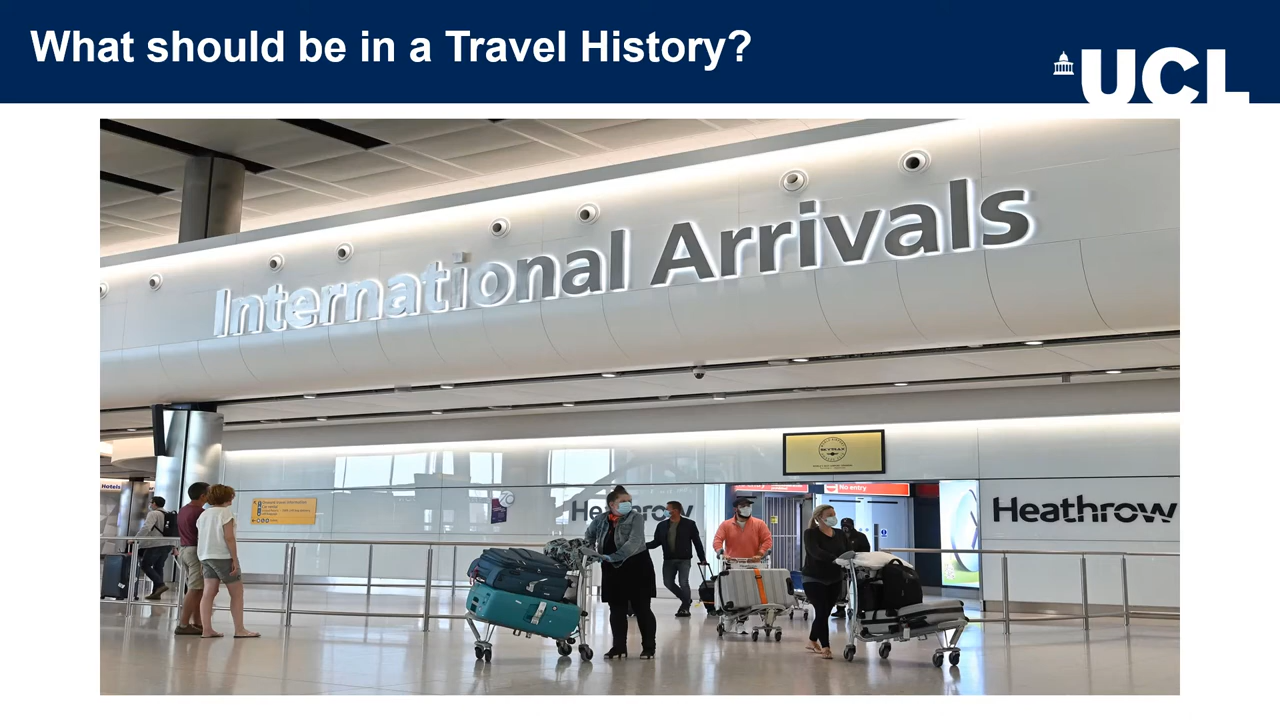 What should be in a Travel History?
UCL
International Arrivals
Hotels
No entry
Heathrow
Heathrow